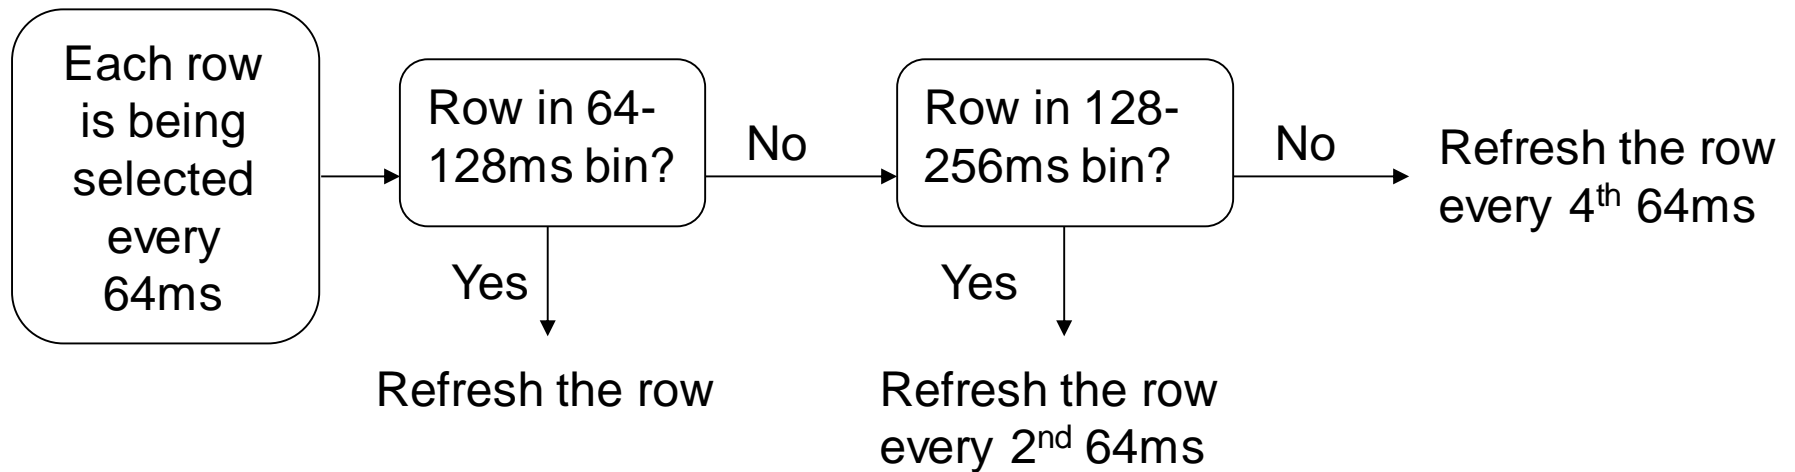 Each row
is being
selected
every
64ms
Row in 64-
128ms bin?
No
Row in 128-
256ms bin?
No
Refresh the row
every 4th 64ms
Yes
Refresh the row
Yes
Refresh the row
every 2nd 64ms